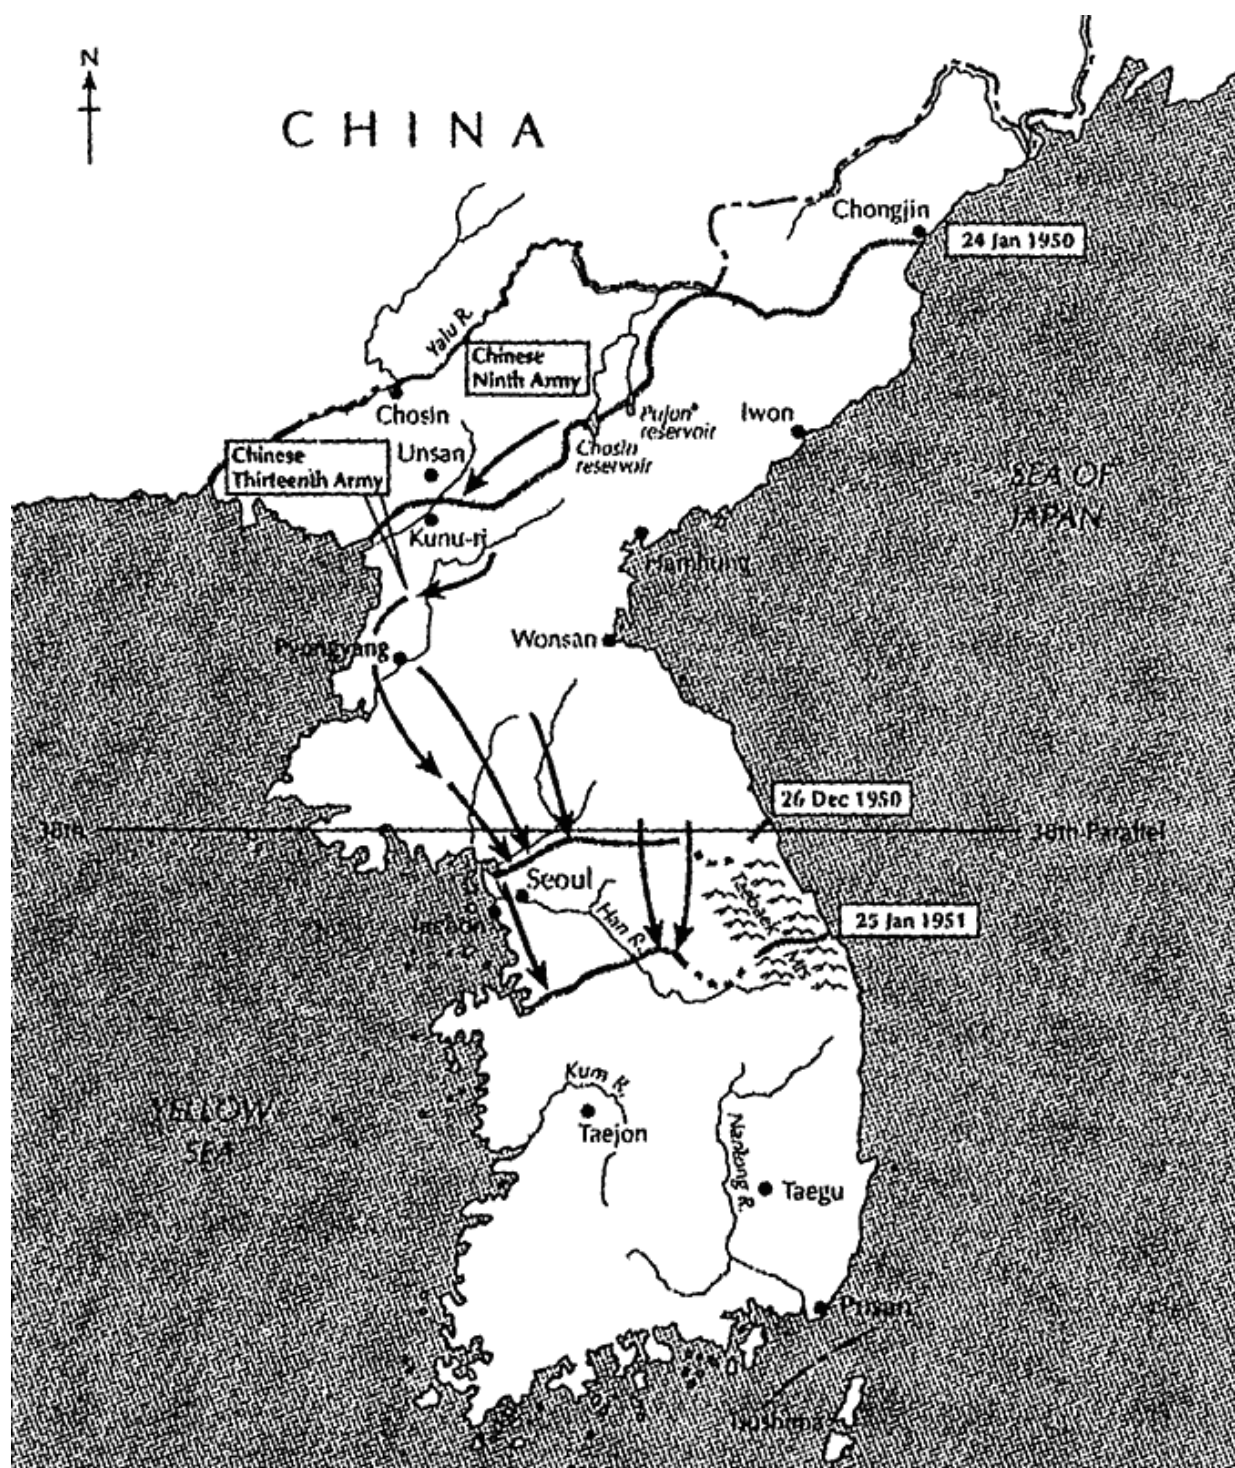 N
CHINA
Chongjin
24 Jan 1950
Yalu R.
Chinese
Ninth Army
Chosin
Pujon
reservoir
Iwon
Chinese
Thirteenth Army
Unsan
Chosin
reservoir
SEA OF
JAPAN
Kunu-ri
Hamhung
Wonsan
Pyongyang
26 Dec 1950
38th
38th Parallel
Seoul
Han R.
Taebaek
Inchon
25 Jan 1951
Kum R.
YELLOW
SEA
Taejon
Naktong R.
Taegu
Pusan
Tsushima